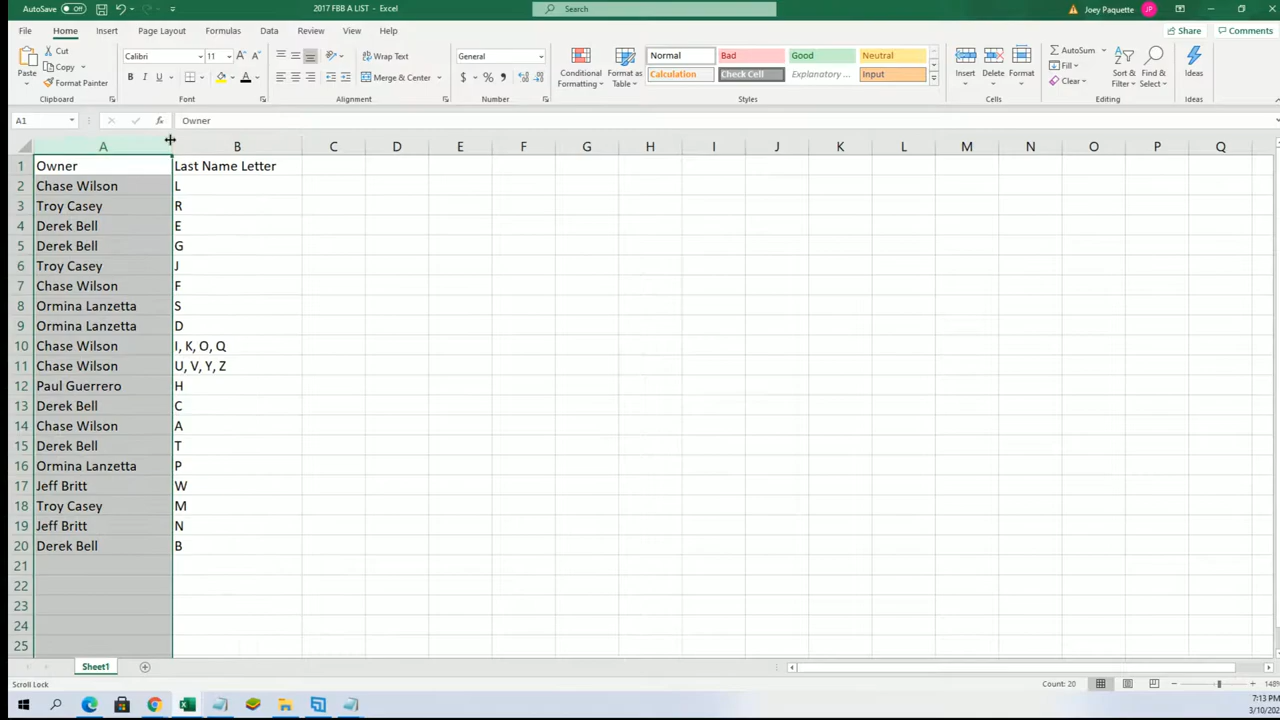 AutoSave Off 2017 FBB A LIST - Excel Search Joey Paquette JP
File Home Insert Page Layout Formulas Data Review View Help Share Comments
Paste Cut Copy Format Painter Clipboard
Calibri 11 B I U A A A Font
Wrap Text Merge & Center Alignment
General $ % , Number
Conditional Formatting Format as Table Normal Bad Good Neutral Calculation Check Cell Explanary ... Input Styles
Insert Delete Format Cells
AutoSum Fill Clear Sort & Filter Find & Select Editing
Ideas Ideas
A1 fx Owner
A B C D E F G H I J K L M N O P Q
1 Owner Last Name Letter
2 Chase Wilson L
3 Troy Casey R
4 Derek Bell E
5 Derek Bell G
6 Troy Casey J
7 Chase Wilson F
8 Ormina Lanzetta S
9 Ormina Lanzetta D
10 Chase Wilson I, K, O, Q
11 Chase Wilson U, V, Y, Z
12 Paul Guerrero H
13 Derek Bell C
14 Chase Wilson A
15 Derek Bell T
16 Ormina Lanzetta P
17 Jeff Britt W
18 Troy Casey M
19 Jeff Britt N
20 Derek Bell B
21
22
23
24
25
Sheet1
Scroll Lock Count: 20 148%
7:13 PM
3/10/202